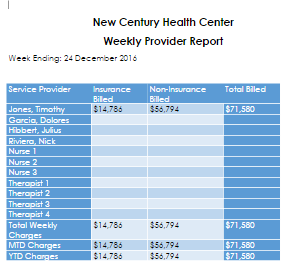 New Century Health Center
Weekly Provider Report
Week Ending: 24 December 2016
Service Provider Insurance Billed Non-Insurance Billed Total Billed
Jones, Timothy $14,786 $56,794 $71,580
Garcia, Dolores
Hibbert, Julius
Riviera, Nick
Nurse 1
Nurse 2
Nurse 3
Therapist 1
Therapist 2
Therapist 3
Therapist 4
Total Weekly Charges $14,786 $56,794 $71,580
MTD Charges $14,786 $56,794 $71,580
YTD Charges $14,786 $56,794 $71,580